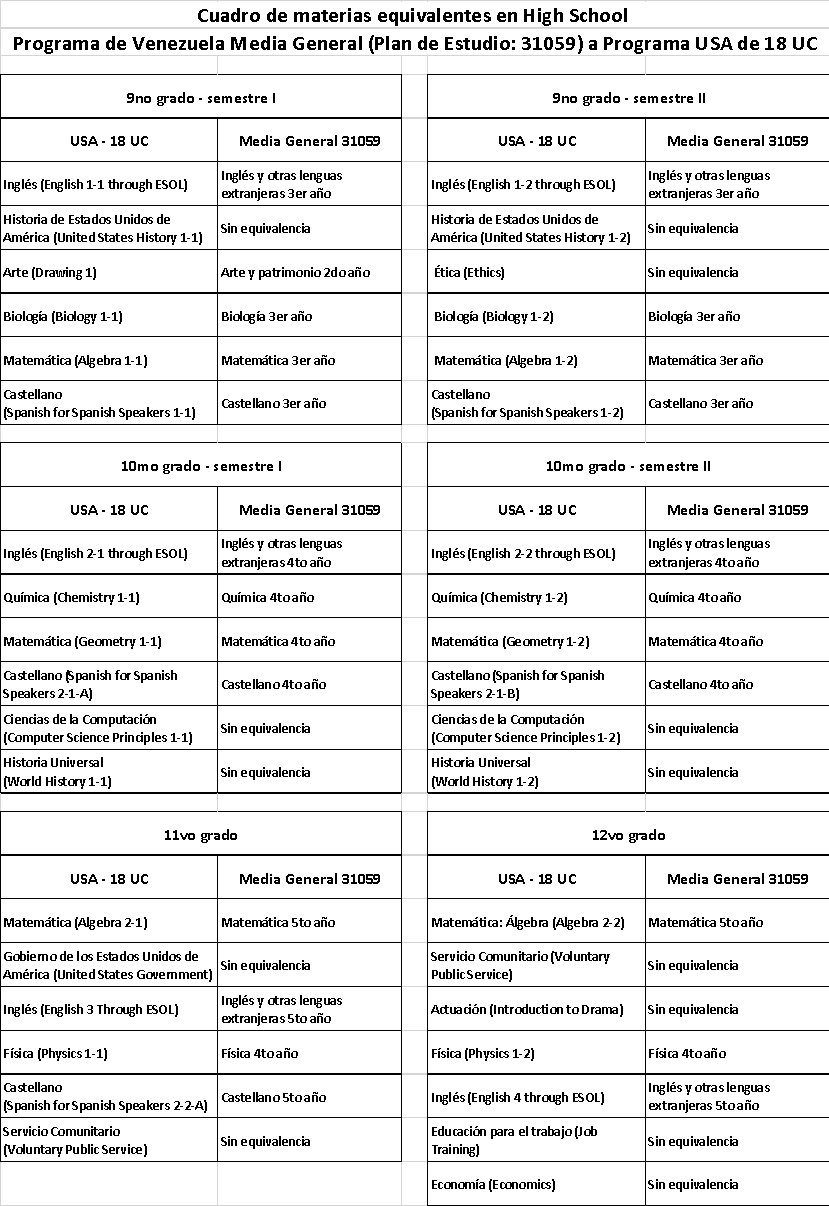 Cuadro de materias equivalentes en High School
Programa de Venezuela Media General (Plan de Estudio: 31059) a Programa USA de 18 UC
9no grado - semestre I
USA - 18 UC
Media General 31059
Inglés (English 1-1 through ESOL)
Inglés y otras lenguas
extranjeras 3er año
Historia de Estados Unidos de
América (United States History 1-1)
Sin equivalencia
Arte (Drawing 1)
Arte y patrimonio 2do año
Biología (Biology 1-1)
Biología 3er año
Matemática (Algebra 1-1)
Matemática 3er año
Castellano
(Spanish for Spanish Speakers 1-1)
Castellano 3er año
9no grado - semestre II
USA - 18 UC
Media General 31059
Inglés (English 1-2 through ESOL)
Inglés y otras lenguas
extranjeras 3er año
Historia de Estados Unidos de
América (United States History 1-2)
Sin equivalencia
Ética (Ethics)
Sin equivalencia
Biología (Biology 1-2)
Biología 3er año
Matemática (Algebra 1-2)
Matemática 3er año
Castellano
(Spanish for Spanish Speakers 1-2)
Castellano 3er año
10mo grado - semestre I
USA - 18 UC
Media General 31059
Inglés (English 2-1 through ESOL)
Inglés y otras lenguas
extranjeras 4to año
Química (Chemistry 1-1)
Química 4to año
Matemática (Geometry 1-1)
Matemática 4to año
Castellano (Spanish for Spanish
Speakers 2-1-A)
Castellano 4to año
Ciencias de la Computación
(Computer Science Principles 1-1)
Sin equivalencia
Historia Universal
(World History 1-1)
Sin equivalencia
10mo grado - semestre II
USA - 18 UC
Media General 31059
Inglés (English 2-2 through ESOL)
Inglés y otras lenguas
extranjeras 4to año
Química (Chemistry 1-2)
Química 4to año
Matemática (Geometry 1-2)
Matemática 4to año
Castellano (Spanish for Spanish
Speakers 2-1-B)
Castellano 4to año
Ciencias de la Computación
(Computer Science Principles 1-2)
Sin equivalencia
Historia Universal
(World History 1-2)
Sin equivalencia
11vo grado
USA - 18 UC
Media General 31059
Matemática (Algebra 2-1)
Matemática 5to año
Gobierno de los Estados Unidos de
América (United States Government)
Sin equivalencia
Inglés (English 3 Through ESOL)
Inglés y otras lenguas
extranjeras 5to año
Física (Physics 1-1)
Física 4to año
Castellano
(Spanish for Spanish Speakers 2-2-A)
Castellano 5to año
Servicio Comunitario
(Voluntary Public Service)
Sin equivalencia
12vo grado
USA - 18 UC
Media General 31059
Matemática: Álgebra (Algebra 2-2)
Matemática 5to año
Servicio Comunitario (Voluntary
Public Service)
Sin equivalencia
Actuación (Introduction to Drama)
Sin equivalencia
Física (Physics 1-2)
Física 4to año
Inglés (English 4 through ESOL)
Inglés y otras lenguas
extranjeras 5to año
Educación para el trabajo (Job
Training)
Sin equivalencia
Economía (Economics)
Sin equivalencia